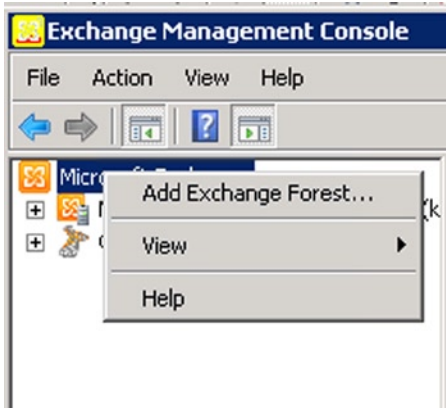 Exchange Management Console
File Action View Help
Add Exchange Forest...
View
Help